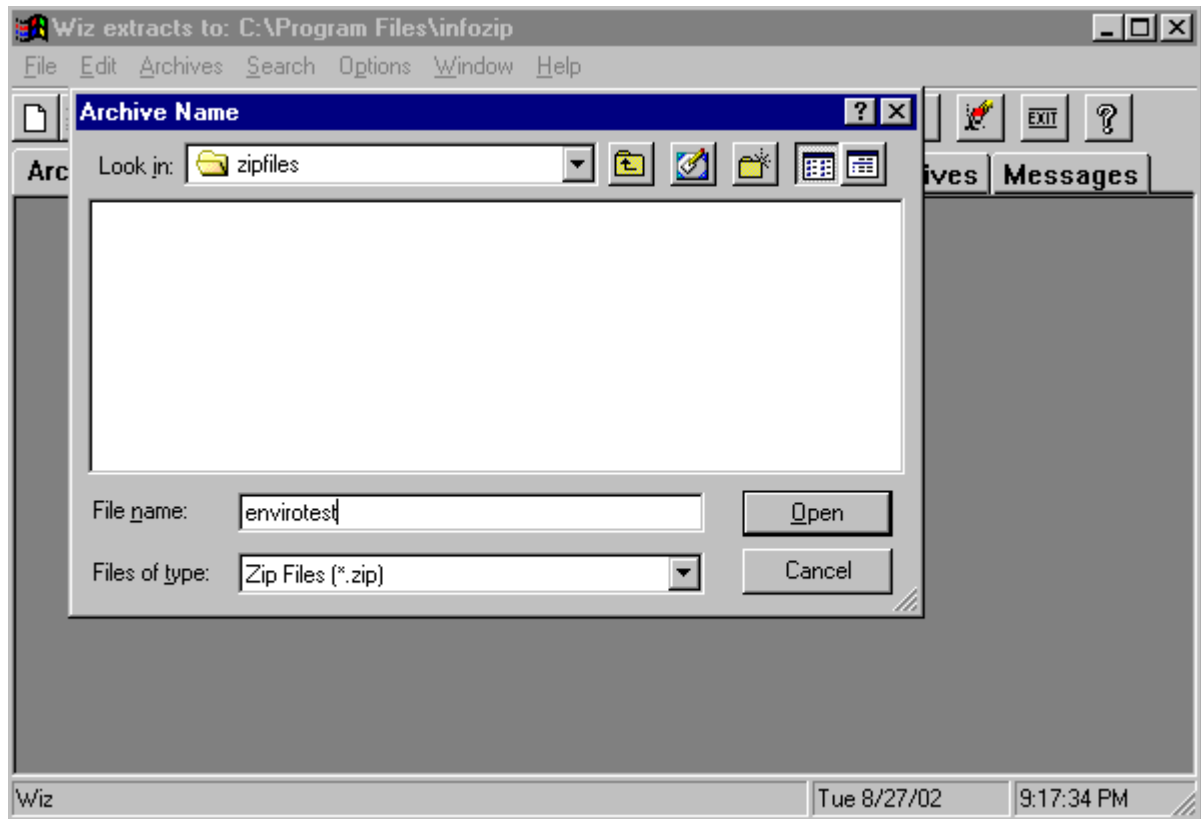 Wiz extracts to: C:\Program Files\infozip
File Edit Archives Search Options Window Help
Archive Name
EXIT
Look in: zipfiles
Arc
ives
Messages
File name: envirotest
Open
Files of type: Zip Files (*.zip)
Cancel
Wiz
Tue 8/27/02
9:17:34 PM